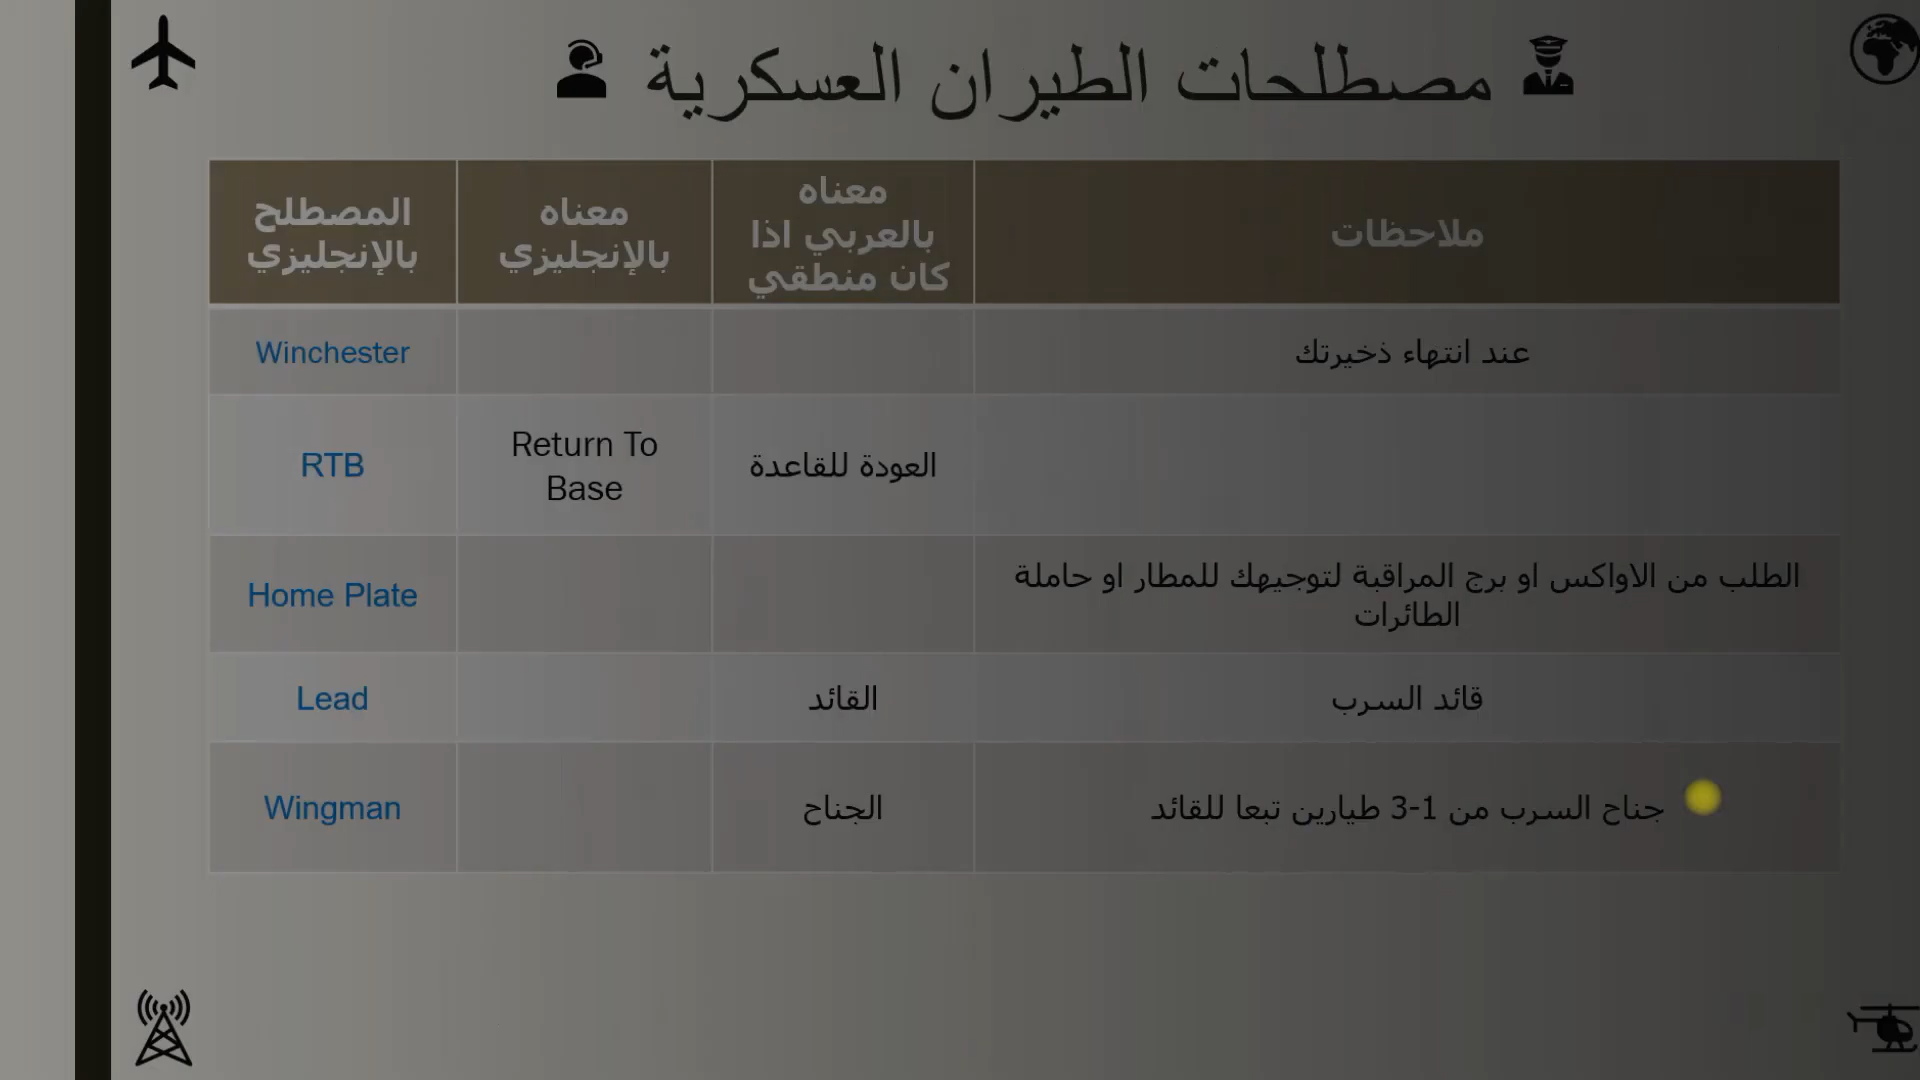 مصطلحات الطيران العسكرية
المصطلح
بالإنجليزي
معناه
بالإنجليزي
معناه
بالعربي اذا
كان منطقي
ملاحظات
Winchester
عند انتهاء ذخيرتك
RTB
Return To
Base
العودة للقاعدة
Home Plate
الطلب من الاواكس او برج المراقبة لتوجيهك للمطار او حاملة
الطائرات
Lead
القائد
قائد السرب
Wingman
الجناح
جناح السرب من 1-3 طيارين تبعا للقائد